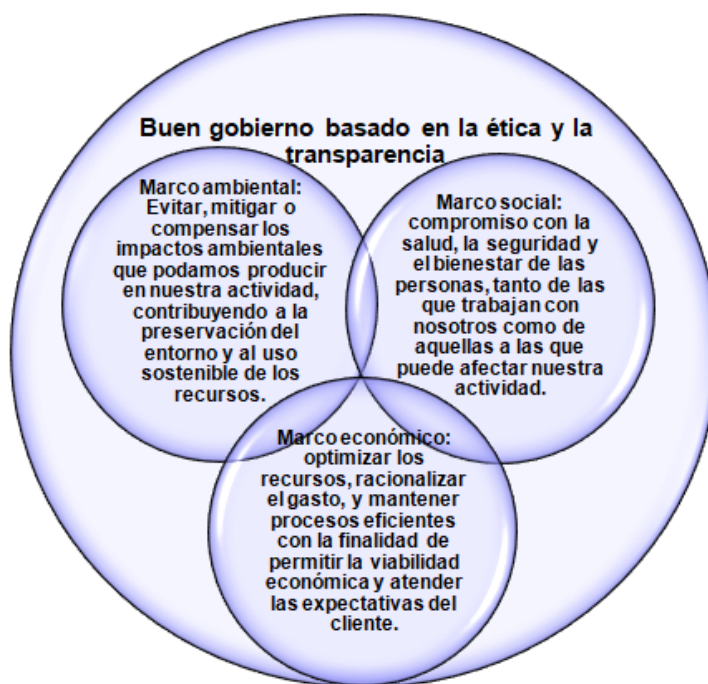 Buen gobierno basado en la ética y la
transparencia
Marco ambiental:
Evitar, mitigar o
compensar los
impactos ambientales
que podamos producir
en nuestra actividad,
contribuyendo a la
preservación del
entorno y al uso
sostenible de los
recursos.
Marco social:
compromiso con la
salud, la seguridad y
el bienestar de las
personas, tanto de las
que trabajan con
nosotros como de
aquellas a las que
puede afectar nuestra
actividad.
Marco económico:
optimizar los
recursos, racionalizar
el gasto, y mantener
procesos eficientes
con la finalidad de
permitir la viabilidad
económica y atender
las expectativas del
cliente.